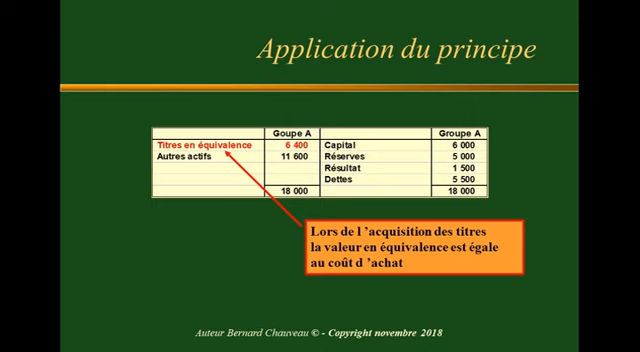 Application du principe
Goupe A Groupe A
Titres en équivalence 6 400 Capital 6 000
Autres actifs 11 600 Réserves 5 000
Résultat 1 500
Dettes 5 500
18 000 18 000
Lors de l ’acquisition des titres
la valeur en équivalence est égale
au coût d ’achat
Auteur Bernard Chauveau © - Copyright novembre 2018